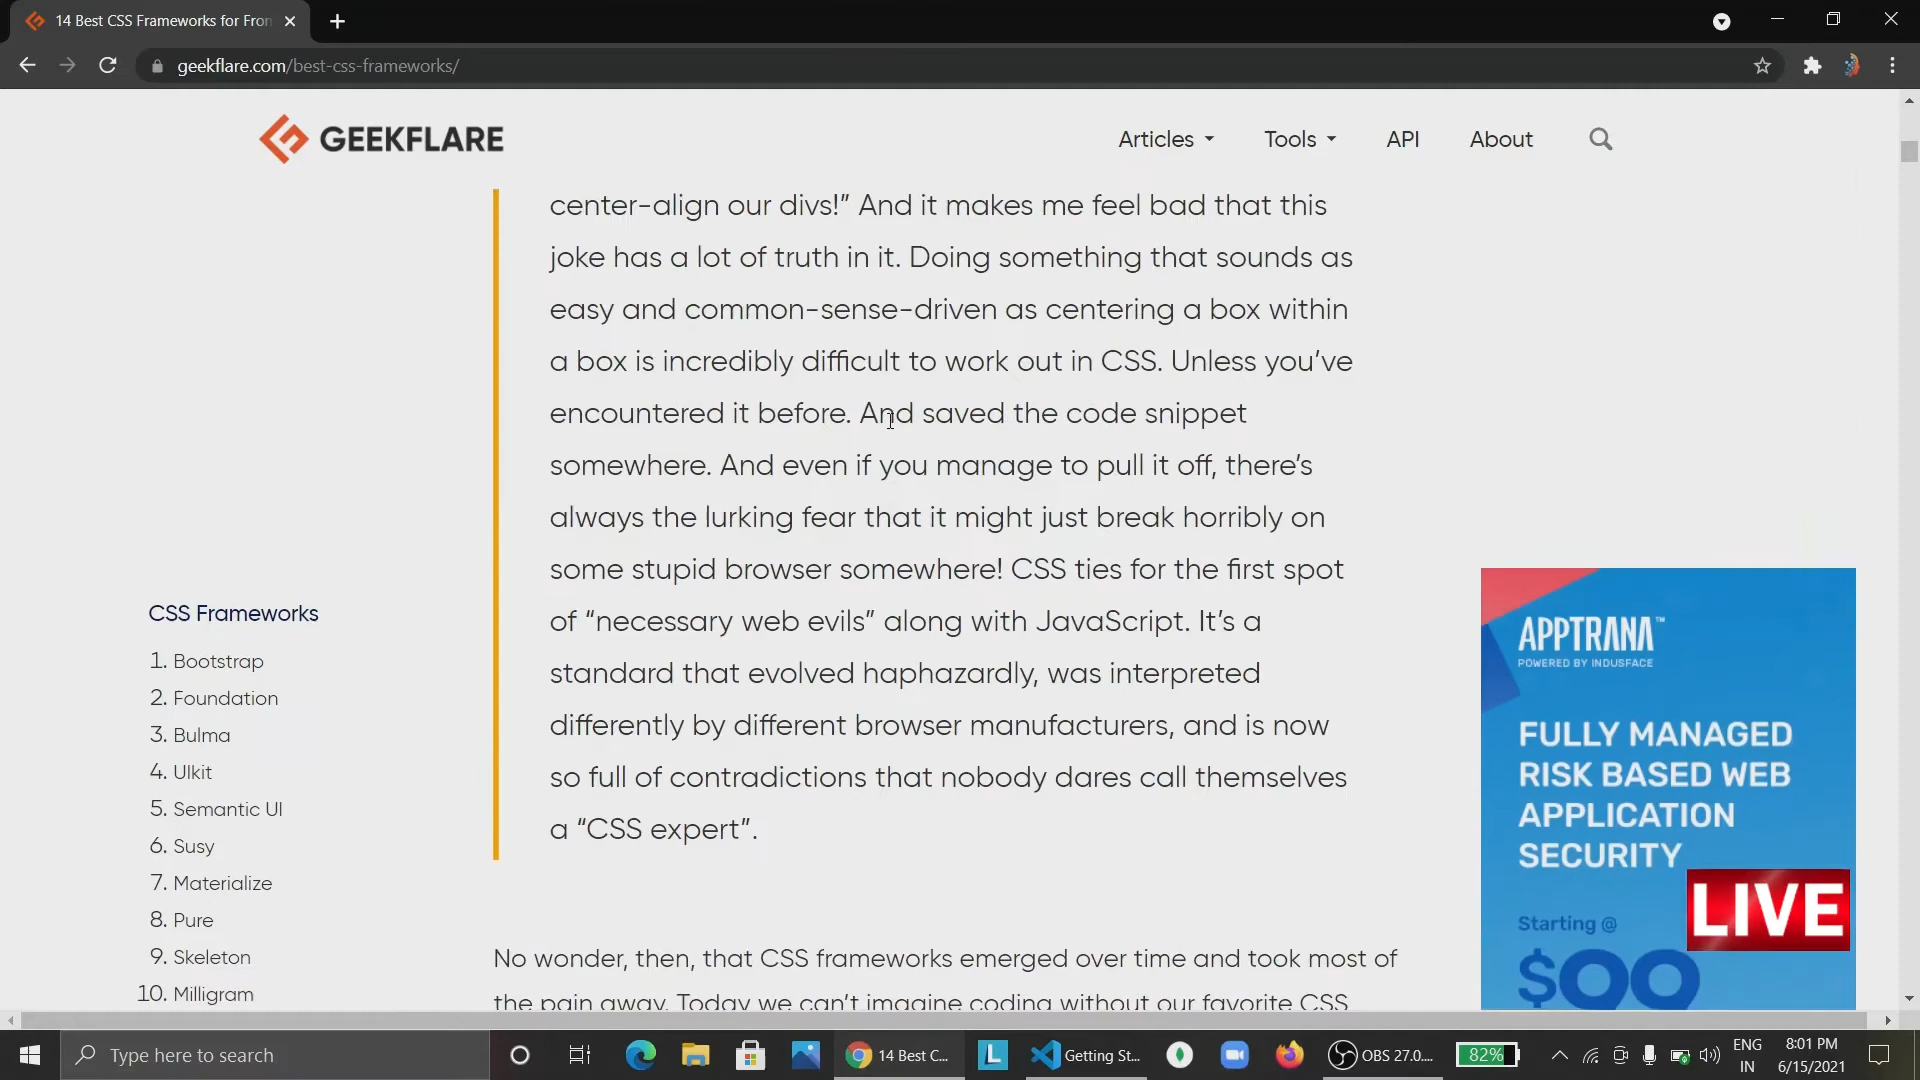 14 Best CSS Frameworks for Fron
geekflare.com/best-css-frameworks/
GEEKFLARE
Articles
Tools
API
About
center-align our divs!” And it makes me feel bad that this
joke has a lot of truth in it. Doing something that sounds as
easy and common-sense-driven as centering a box within
a box is incredibly difficult to work out in CSS. Unless you’ve
encountered it before. And saved the code snippet
somewhere. And even if you manage to pull it off, there’s
always the lurking fear that it might just break horribly on
some stupid browser somewhere! CSS ties for the first spot
of “necessary web evils” along with JavaScript. It’s a
standard that evolved haphazardly, was interpreted
differently by different browser manufacturers, and is now
so full of contradictions that nobody dares call themselves
a “CSS expert”.
No wonder, then, that CSS frameworks emerged over time and took most of
the pain away. Today we can’t imagine coding without our favorite CSS
CSS Frameworks
1. Bootstrap
2. Foundation
3. Bulma
4. UIkit
5. Semantic UI
6. Susy
7. Materialize
8. Pure
9. Skeleton
10. Milligram
APPTRANA™
POWERED BY INDUSFACE
FULLY MANAGED
RISK BASED WEB
APPLICATION
SECURITY
LIVE
Starting @
$99
Type here to search
14 Best C...
L
Getting St...
OBS 27.0....
82%
ENG
IN
8:01 PM
6/15/2021